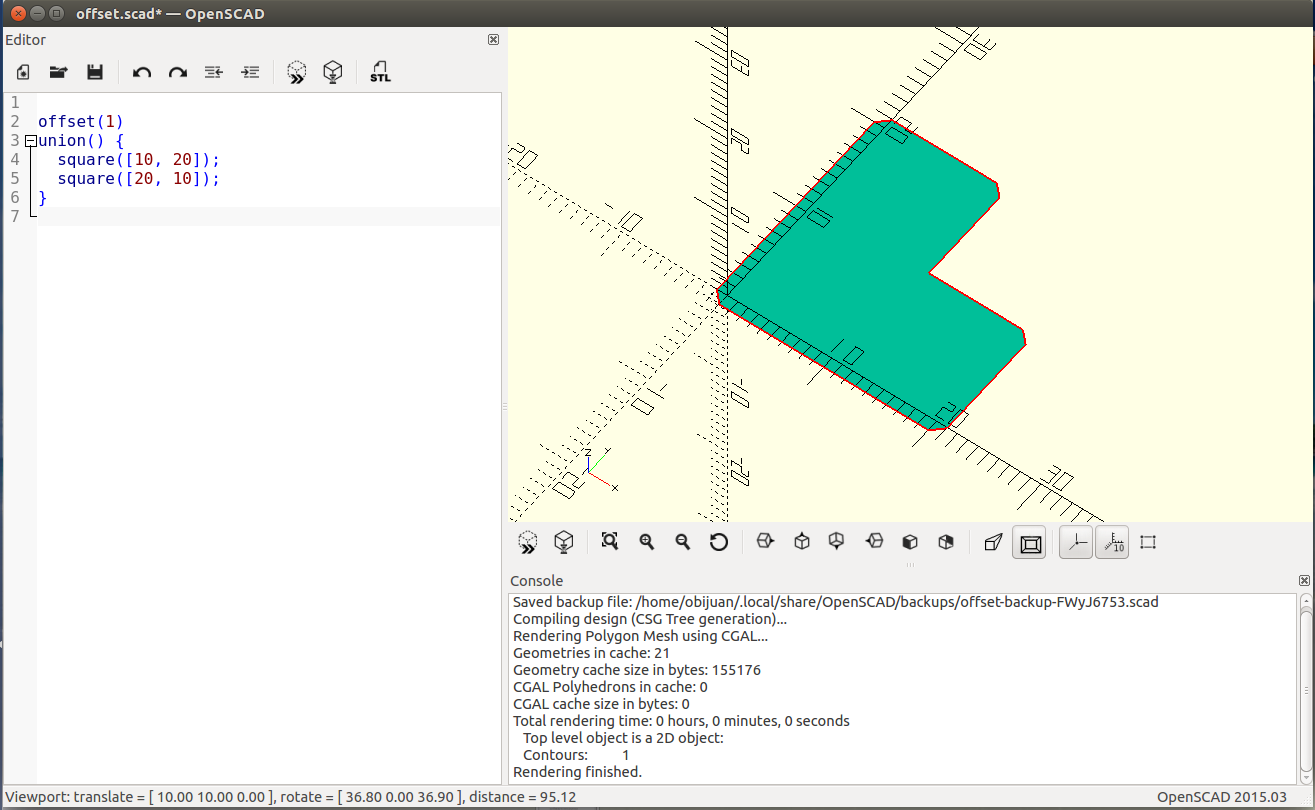 offset.scad* — OpenSCAD
Editor
STL
1
2 offset(1)
3 union() {
4 square([10, 20]);
5 square([20, 10]);
6 }
7
z
x
10
Console
Saved backup file: /home/obijuan/.local/share/OpenSCAD/backups/offset-backup-FWyJ6753.scad
Compiling design (CSG Tree generation)...
Rendering Polygon Mesh using CGAL...
Geometries in cache: 21
Geometry cache size in bytes: 155176
CGAL Polyhedrons in cache: 0
CGAL cache size in bytes: 0
Total rendering time: 0 hours, 0 minutes, 0 seconds
Top level object is a 2D object:
Contours: 1
Rendering finished.
Viewport: translate = [ 10.00 10.00 0.00 ], rotate = [ 36.80 0.00 36.90 ], distance = 95.12
OpenSCAD 2015.03